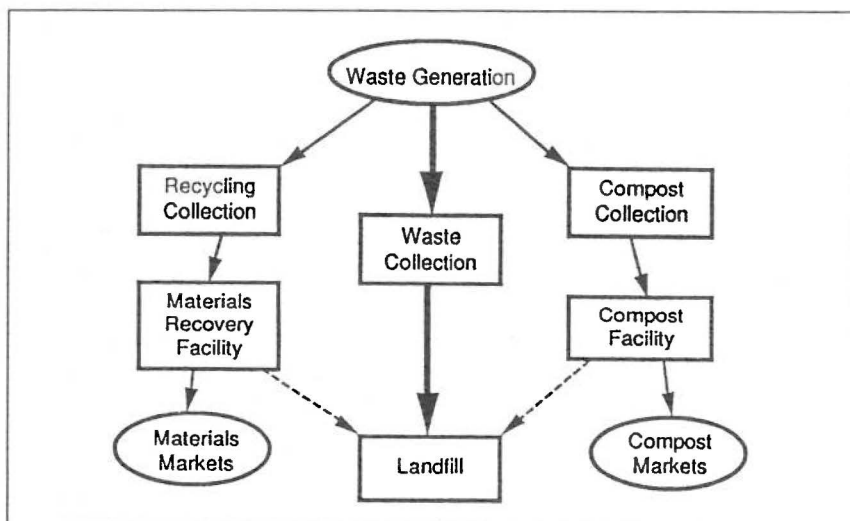 Waste Generation
Recycling
Collection
Waste
Collection
Compost
Collection
Materials
Recovery
Facility
Compost
Facility
Materials
Markets
Landfill
Compost
Markets